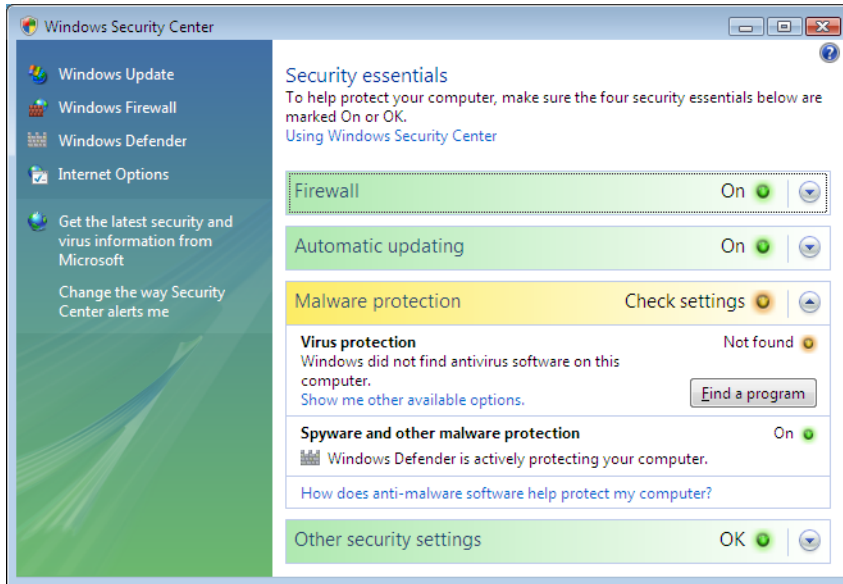 Windows Security Center
Windows Update
Windows Firewall
Windows Defender
Internet Options
Get the latest security and
virus information from
Microsoft
Change the way Security
Center alerts me
Security essentials
To help protect your computer, make sure the four security essentials below are
marked On or OK.
Using Windows Security Center
Firewall On
Automatic updating On
Malware protection Check settings
Virus protection Not found
Windows did not find antivirus software on this
computer.
Show me other available options.
Find a program
Spyware and other malware protection On
Windows Defender is actively protecting your computer.
How does anti-malware software help protect my computer?
Other security settings OK